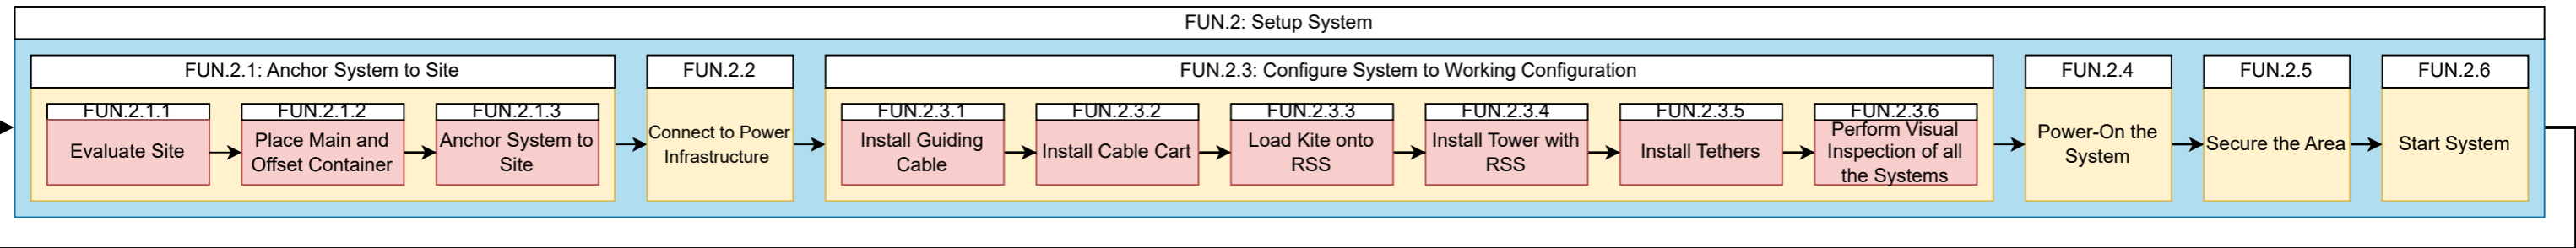 FUN.2: Setup System
FUN.2.1: Anchor System to Site
FUN.2.1.1
Evaluate Site
FUN.2.1.2
Place Main and
Offset Container
FUN.2.1.3
Anchor System to
Site
FUN.2.2
Connect to Power
Infrastructure
FUN.2.3: Configure System to Working Configuration
FUN.2.3.1
Install Guiding
Cable
FUN.2.3.2
Install Cable Cart
FUN.2.3.3
Load Kite onto
RSS
FUN.2.3.4
Install Tower with
RSS
FUN.2.3.5
Install Tethers
FUN.2.3.6
Perform Visual
Inspection of all
the Systems
FUN.2.4
Power-On the
System
FUN.2.5
Secure the Area
FUN.2.6
Start System